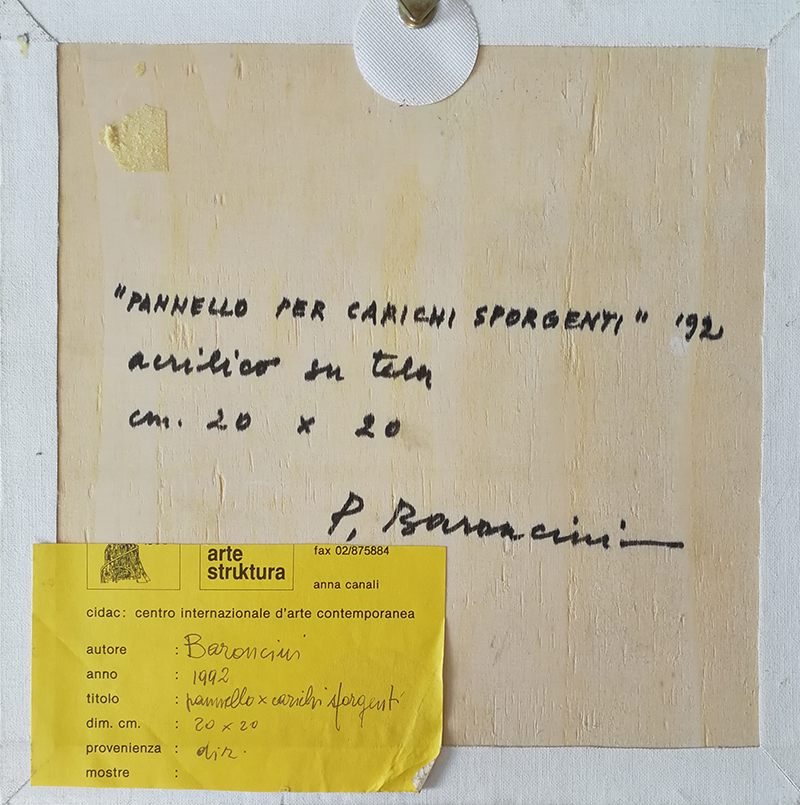 "PANNELLO PER CARICHI SPORGENTI" '92
acrilico su tela
cm. 20 x 20
P. Baroncini
arte
struktura
fax 02/875884
anna canali
cidac: centro internazionale d'arte contemporanea
autore : Baroncini
anno : 1992
titolo : pannello x carichi sporgenti
dim. cm. : 20 x 20
provenienza : dir.
mostre :